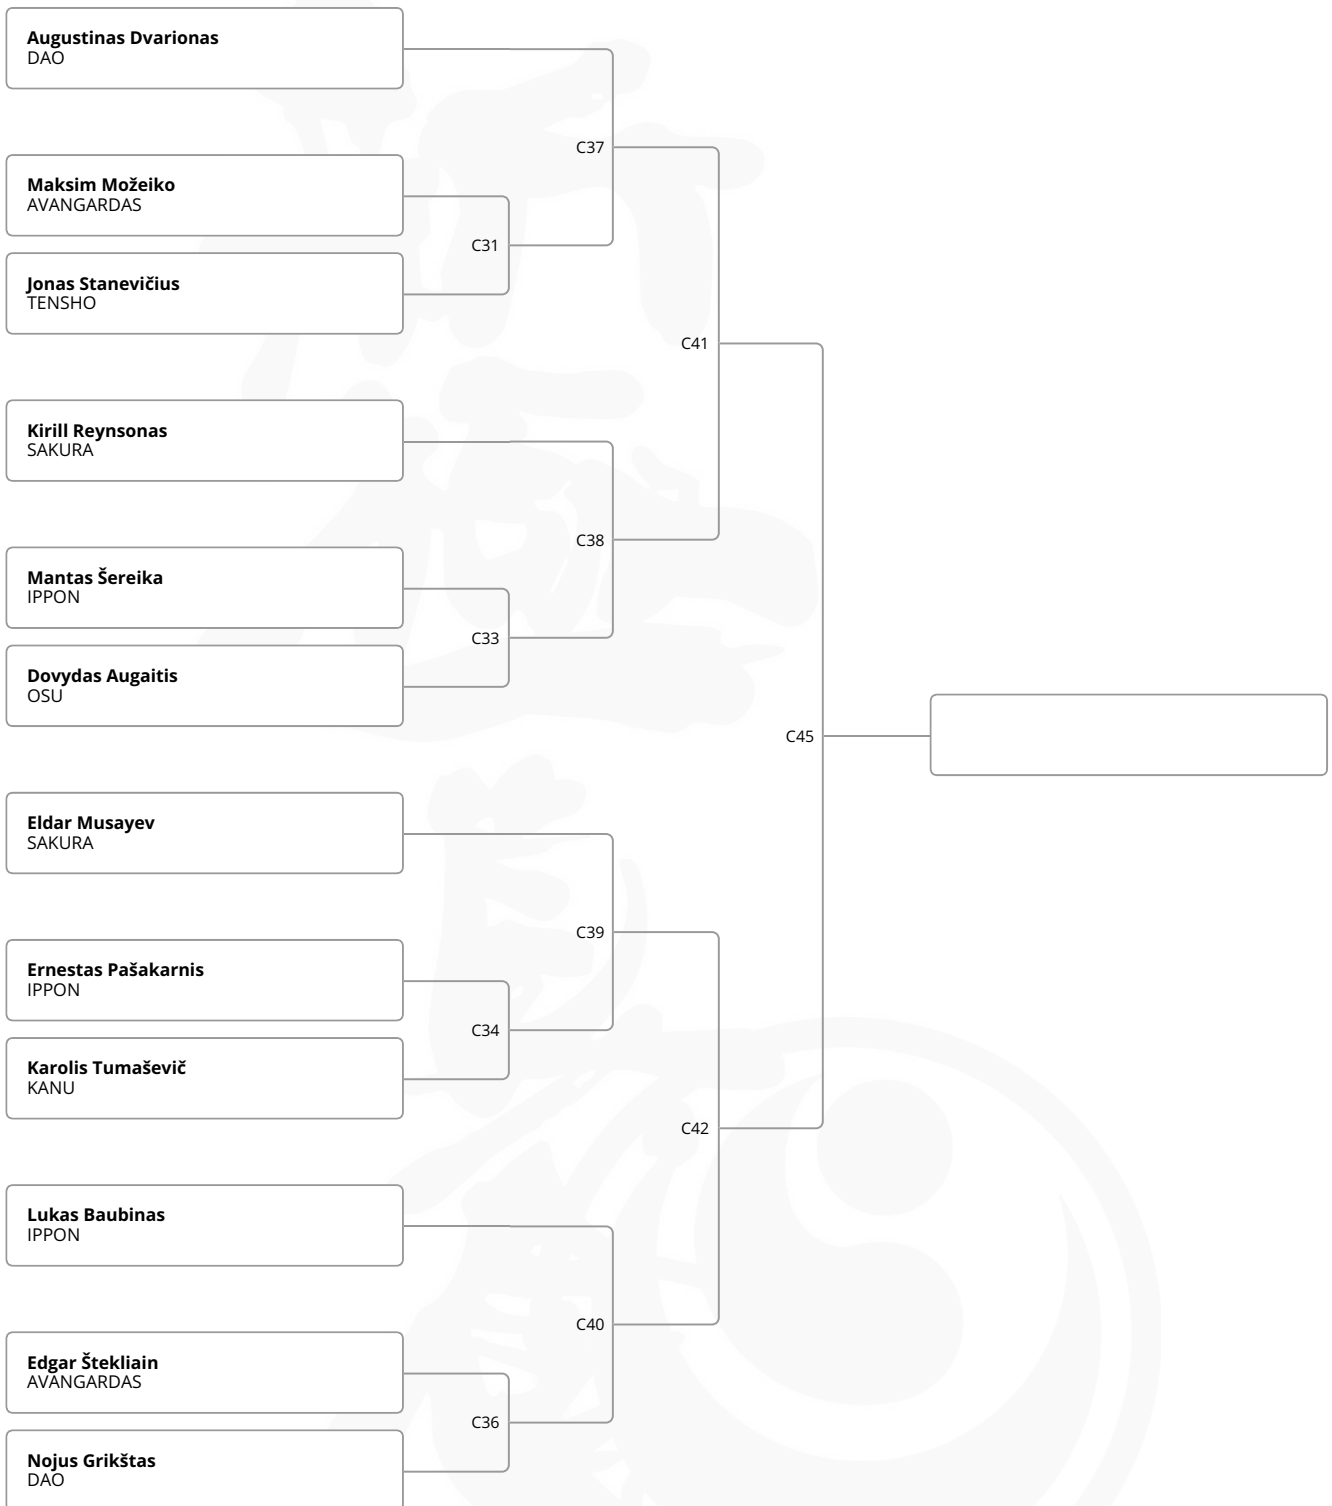 Augustinas Dvarionas
DAO
C37
Maksim Možeiko
AVANGARDAS
C31
Jonas Stanevičius
TENSHO
C41
Kirill Reynsonas
SAKURA
C38
Mantas Šereika
IPPON
C33
Dovydas Augaitis
OSU
C45
Eldar Musayev
SAKURA
C39
Ernestas Pašakarnis
IPPON
C34
Karolis Tumaševič
KANU
C42
Lukas Baubinas
IPPON
C40
Edgar Štekliain
AVANGARDAS
C36
Nojus Grikštas
DAO